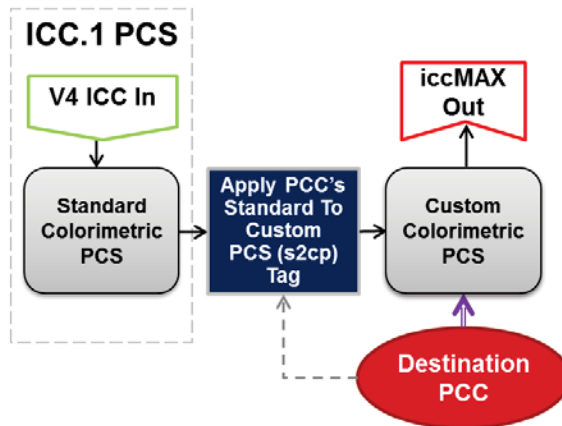 ICC.1 PCS
V4 ICC In
Standard
Colorimetric
PCS
Apply PCC's
Standard To
Custom
PCS (s2cp)
Tag
iccMAX
Out
Custom
Colorimetric
PCS
Destination
PCC